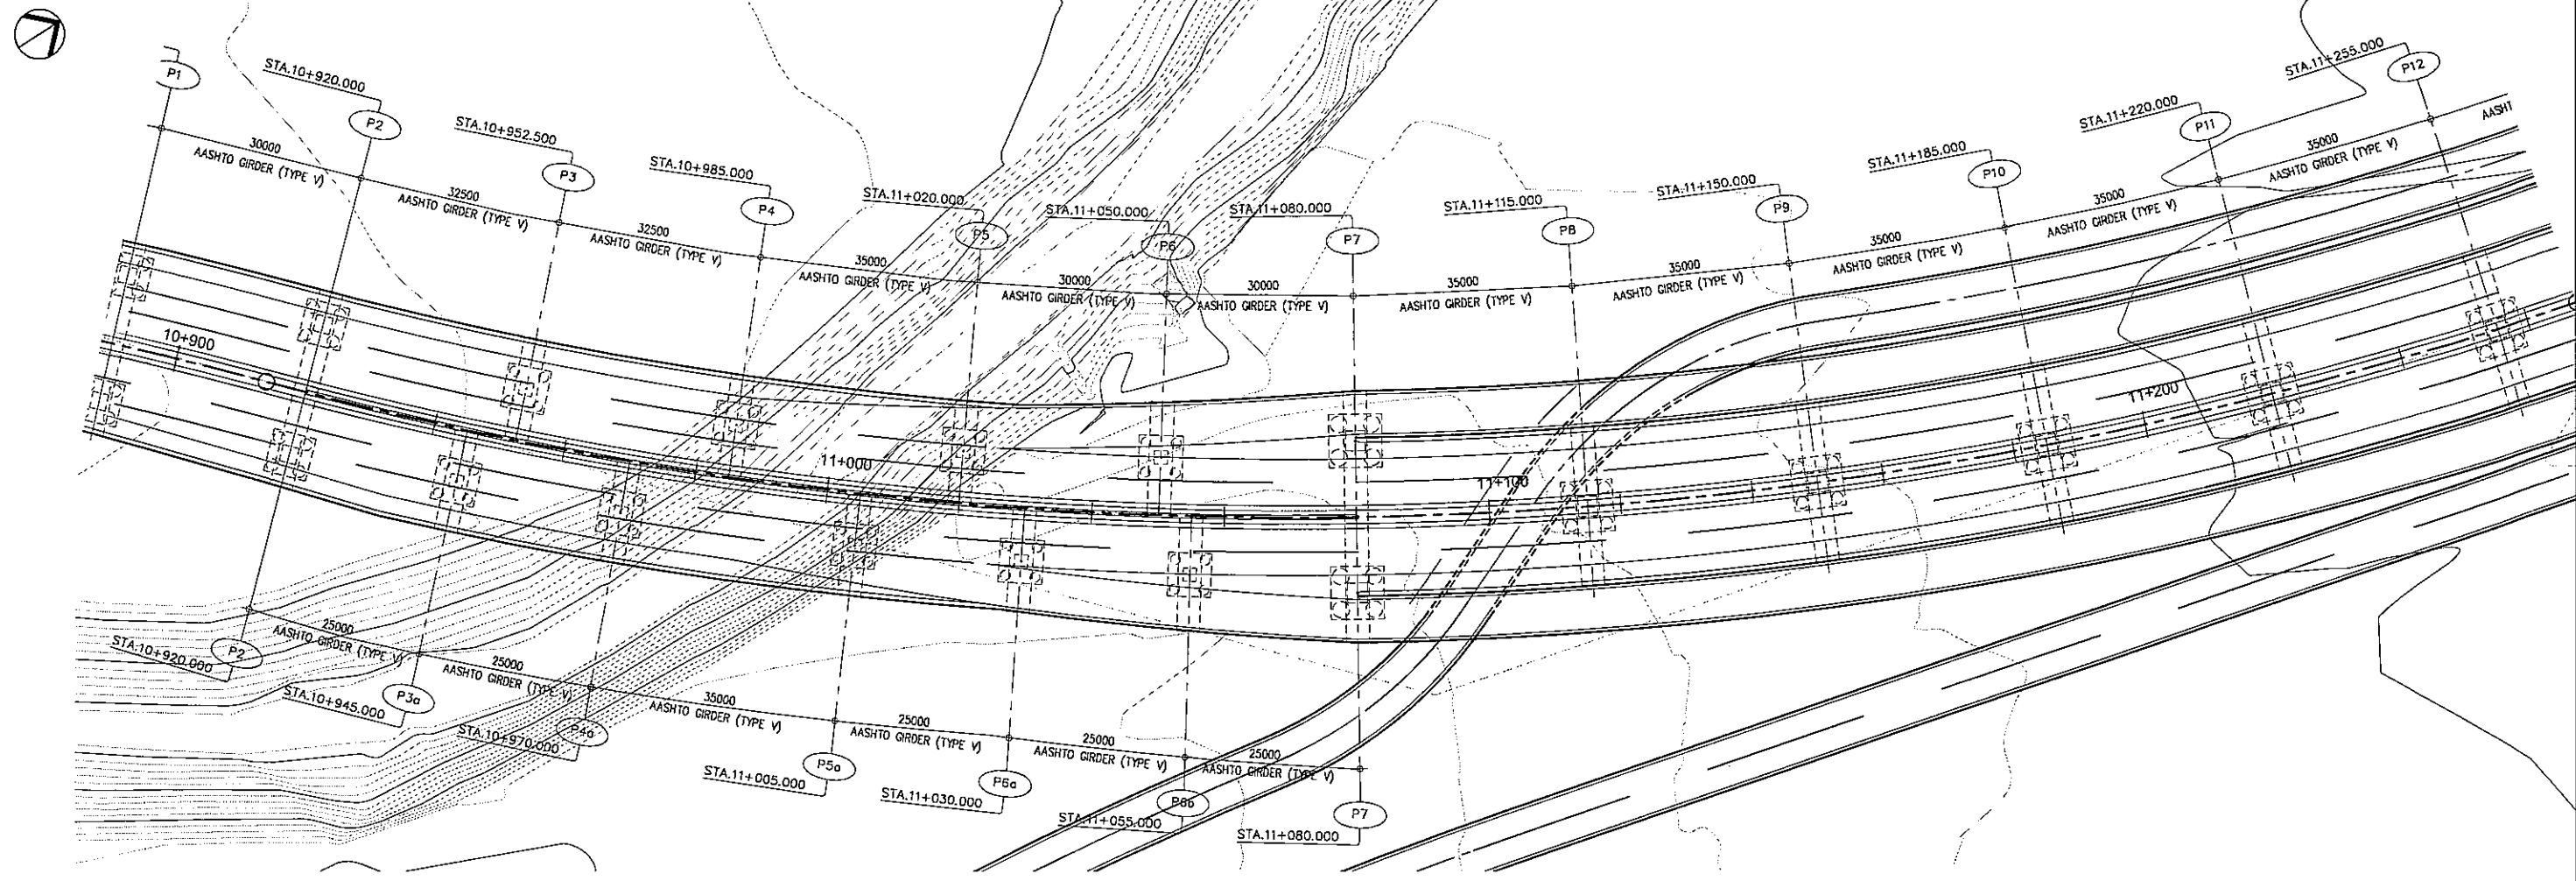 P1
STA.10+920.000
P2
STA.10+952.500
P3
STA.10+985.000
P4
STA.11+020.000
P5
STA.11+050.000
P6
STA.11+080.000
P7
STA.11+115.000
P8
STA.11+150.000
P9
STA.11+185.000
P10
STA.11+220.000
P11
STA.11+255.000
P12
30000
AASHTO GIRDER (TYPE V)
32500
AASHTO GIRDER (TYPE V)
32500
AASHTO GIRDER (TYPE V)
35000
AASHTO GIRDER (TYPE V)
30000
AASHTO GIRDER (TYPE V)
30000
AASHTO GIRDER (TYPE V)
35000
AASHTO GIRDER (TYPE V)
35000
AASHTO GIRDER (TYPE V)
35000
AASHTO GIRDER (TYPE V)
35000
AASHTO GIRDER (TYPE V)
35000
AASHTO GIRDER (TYPE V)
AASHT
10+900
11+000
11+100
11+200
25000
AASHTO GIRDER (TYPE V)
25000
AASHTO GIRDER (TYPE V)
35000
AASHTO GIRDER (TYPE V)
25000
AASHTO GIRDER (TYPE V)
25000
AASHTO GIRDER (TYPE V)
25000
AASHTO GIRDER (TYPE V)
STA.10+920.000
P2
STA.10+945.000
P3a
STA.10+970.000
P4a
STA.11+005.000
P5a
STA.11+030.000
P6a
STA.11+055.000
P6b
STA.11+080.000
P7